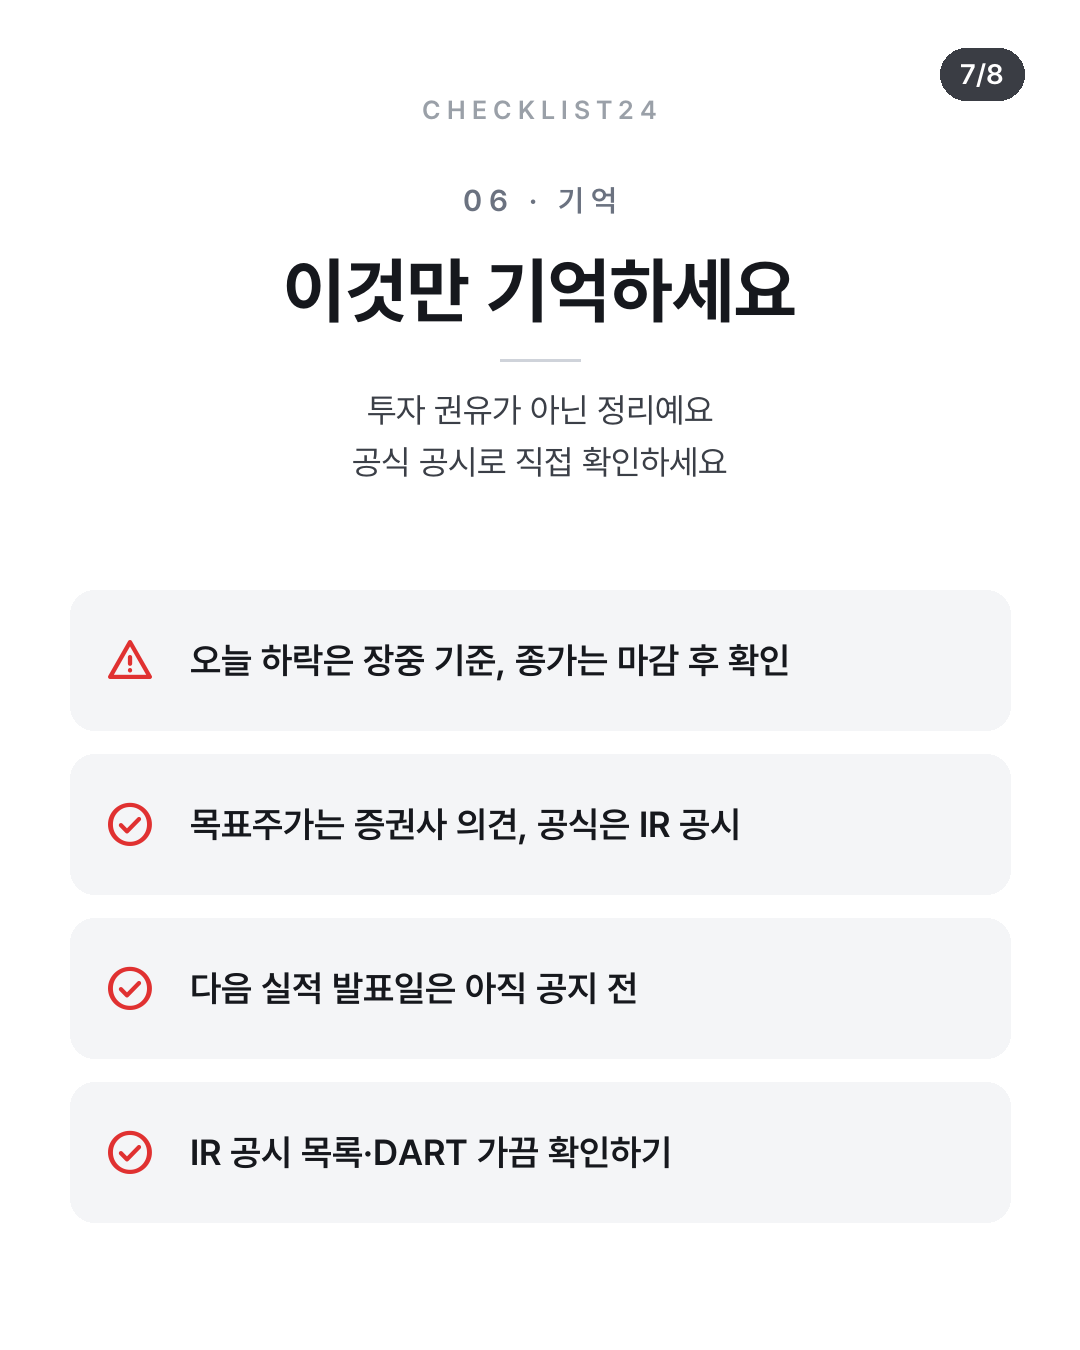 7/8
CHECKLIST24
06 · 기억
이것만 기억하세요
투자 권유가 아닌 정리예요
공식 공시로 직접 확인하세요
오늘 하락은 장중 기준, 종가는 마감 후 확인
목표주가는 증권사 의견, 공식은 IR 공시
다음 실적 발표일은 아직 공지 전
IR 공시 목록·DART 가끔 확인하기